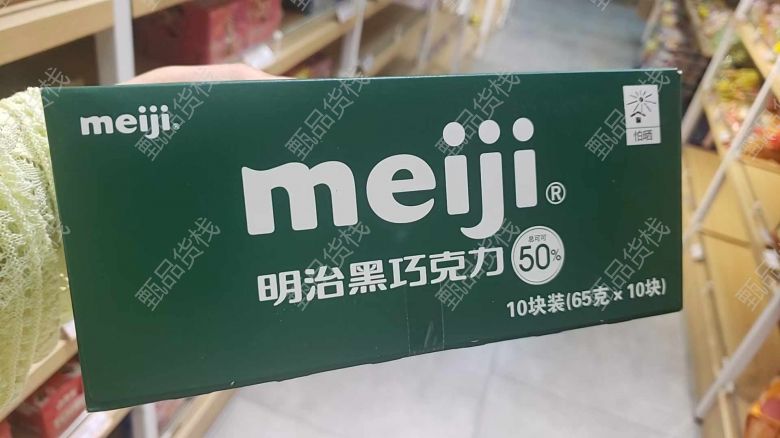 meiji
meiji®
怕晒
明治黑巧克力
总可可
50%
10块装(65克×10块)
甄品货栈